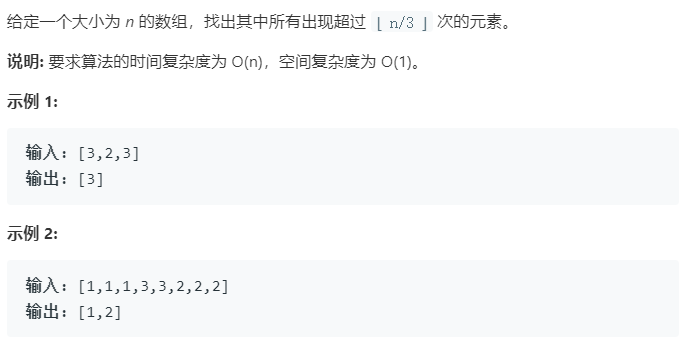 给定一个大小为 n 的数组，找出其中所有出现超过 ⌊ n/3 ⌋ 次的元素。
说明: 要求算法的时间复杂度为 O(n)，空间复杂度为 O(1)。
示例 1:
输入: [3,2,3]
输出: [3]
示例 2:
输入: [1,1,1,3,3,2,2,2]
输出: [1,2]